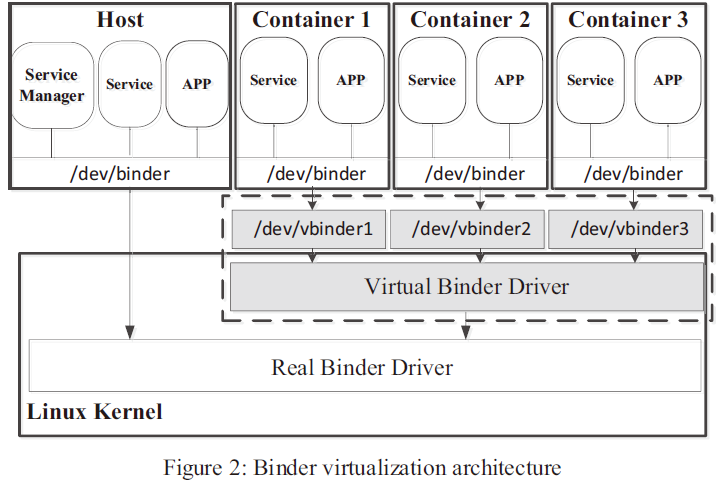 Host
Container 1
Container 2
Container 3
Service
Manager
Service
APP
Service
APP
Service
APP
Service
APP
/dev/binder
/dev/binder
/dev/binder
/dev/binder
/dev/vbinder1
/dev/vbinder2
/dev/vbinder3
Virtual Binder Driver
Real Binder Driver
Linux Kernel
Figure 2: Binder virtualization architecture